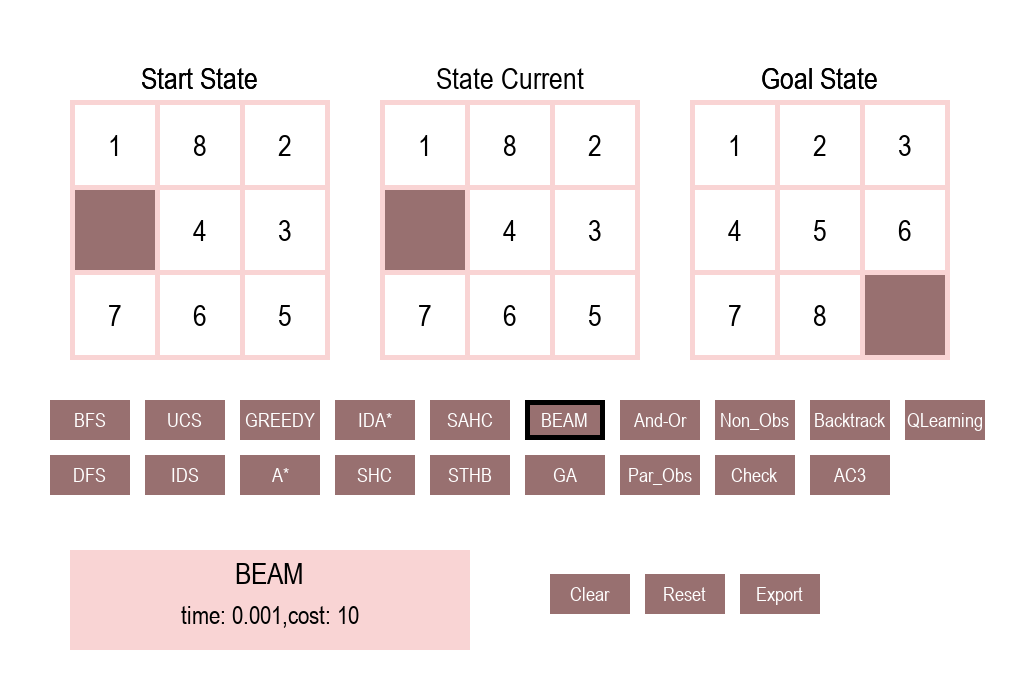 Start State State Current Goal State
1 8 2 1 8 2 1 2 3
4 3 4 3 4 5 6
7 6 5 7 6 5 7 8
BFS UCS GREEDY IDA* SAHC BEAM And-Or Non_Obs Backtrack QLearning
DFS IDS A* SHC STHB GA Par_Obs Check AC3
BEAM
time: 0.001,cost: 10
Clear Reset Export